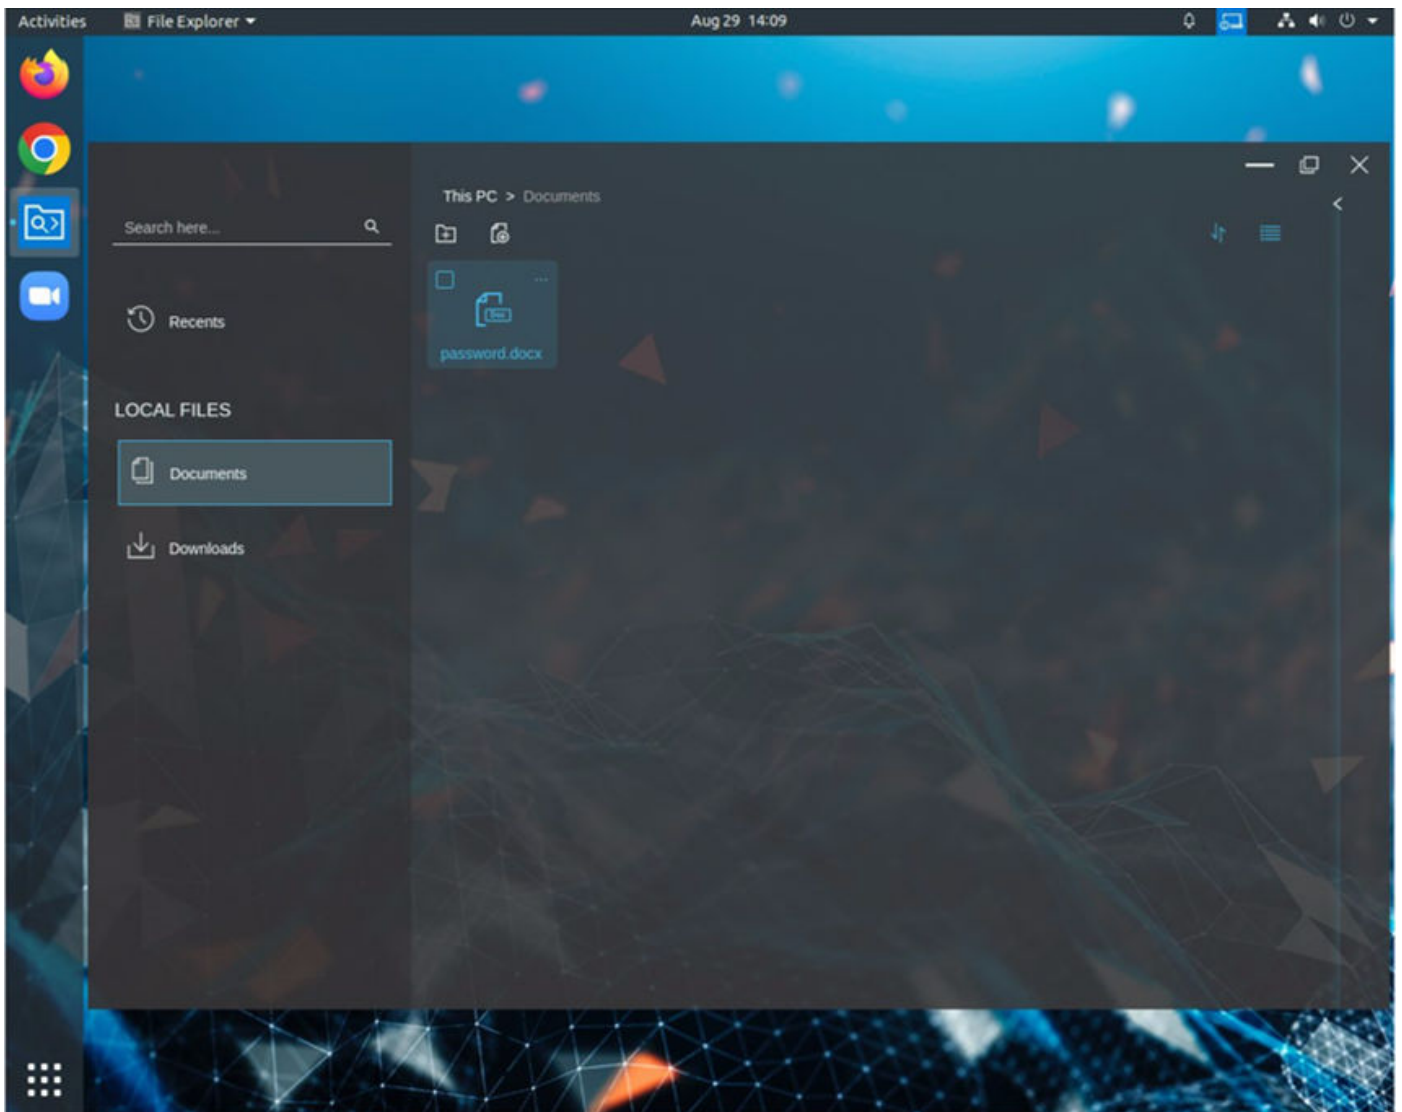 Activities File Explorer Aug 29 14:09
This PC > Documents
Search here...
Recents
Doc
password.docx
LOCAL FILES
Documents
Downloads